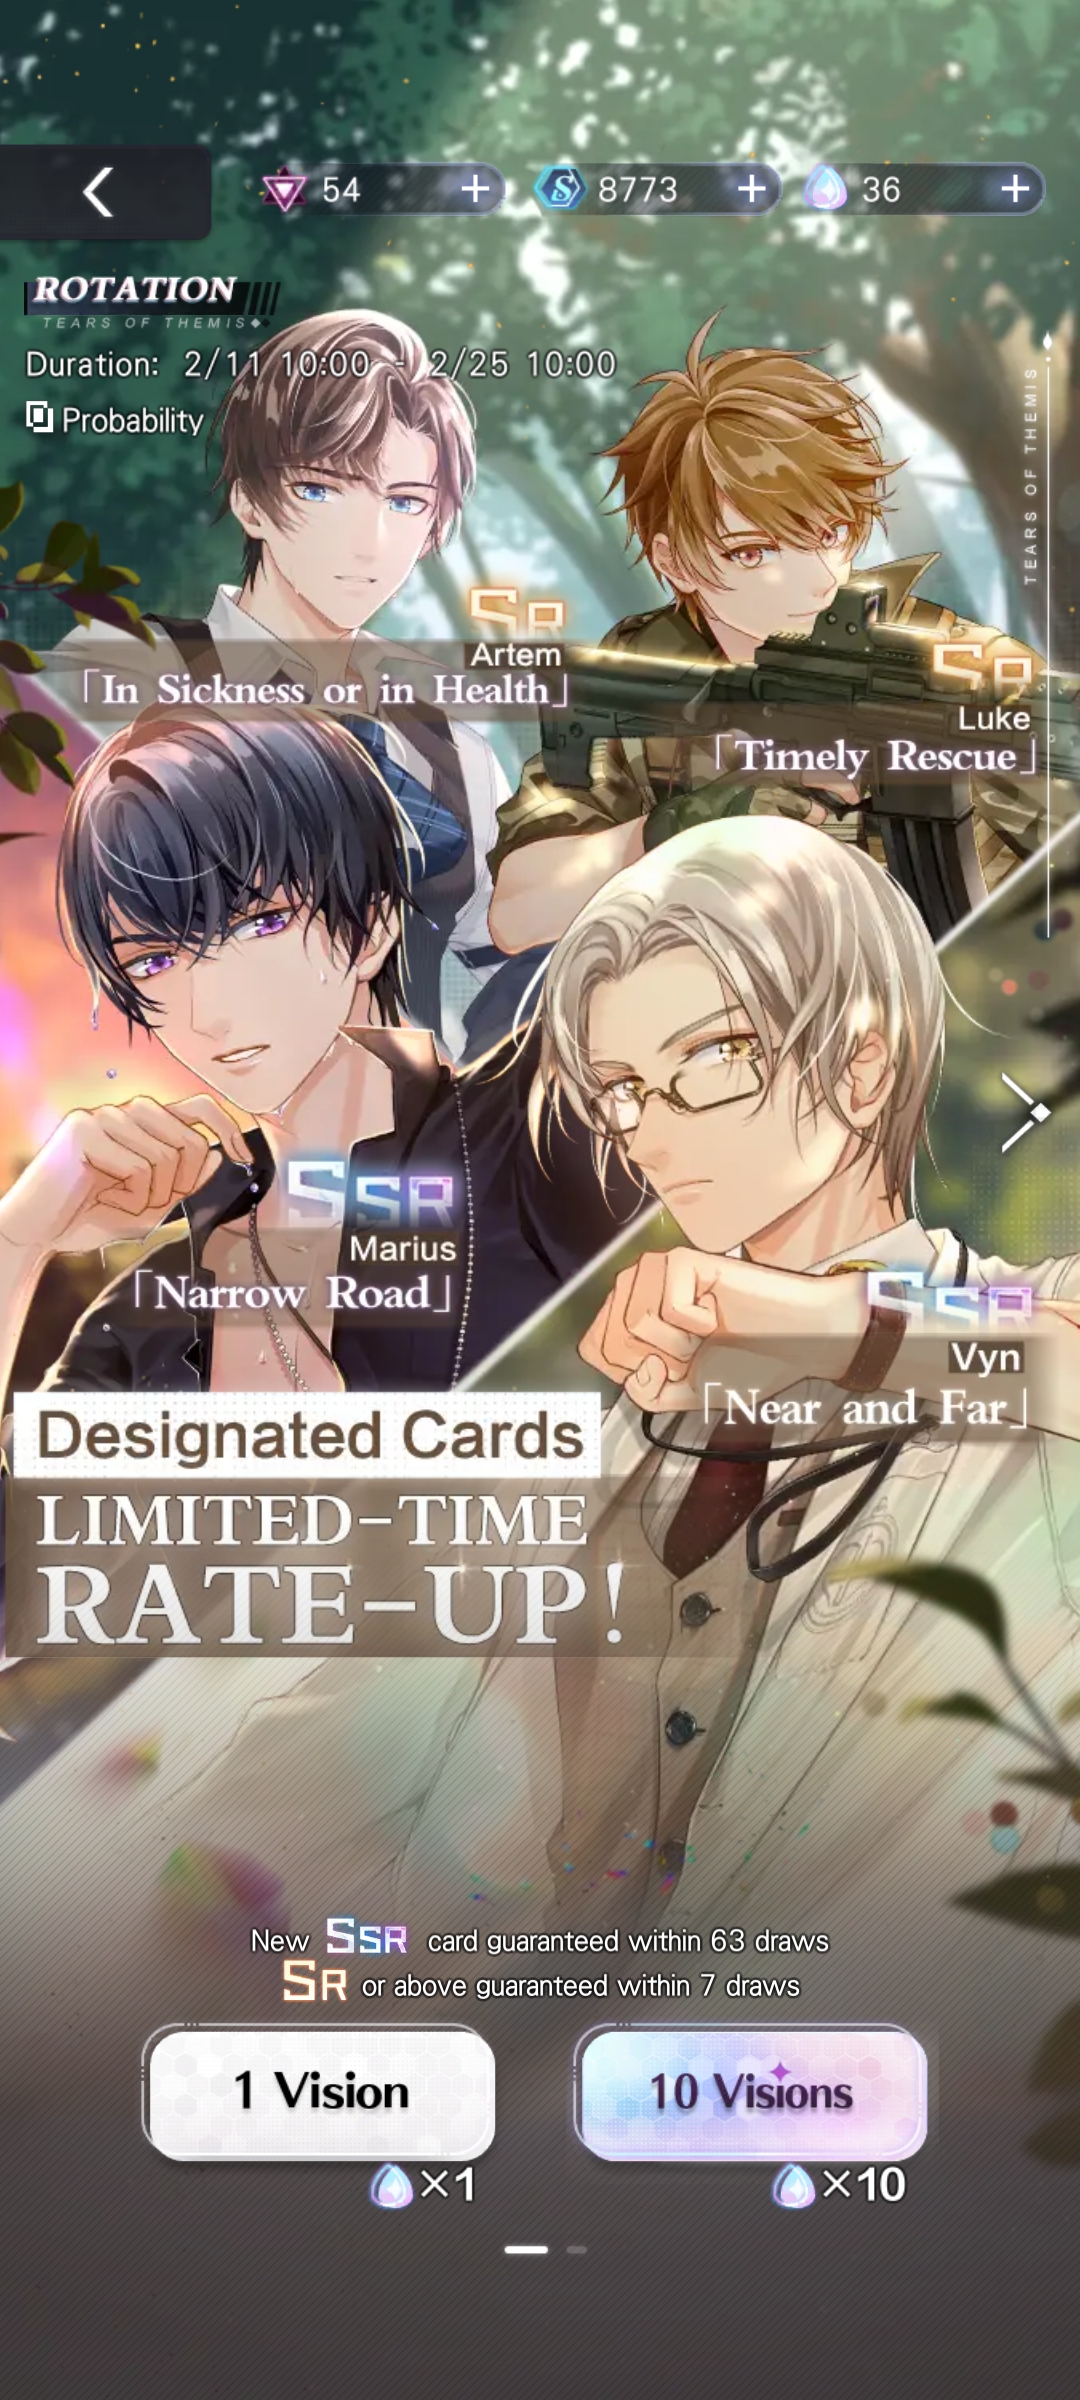 54
8773
36
ROTATION
TEARS OF THEMIS
Duration: 2/11 10:00 - 2/25 10:00
Probability
TEARS OF THEMIS
SR
Artem
「In Sickness or in Health」
SR
Luke
「Timely Rescue」
SSR
Marius
「Narrow Road」
SSR
Vyn
「Near and Far」
Designated Cards
LIMITED-TIME
RATE-UP!
New SSR card guaranteed within 63 draws
SR or above guaranteed within 7 draws
1 Vision
10 Visions
×1
×10